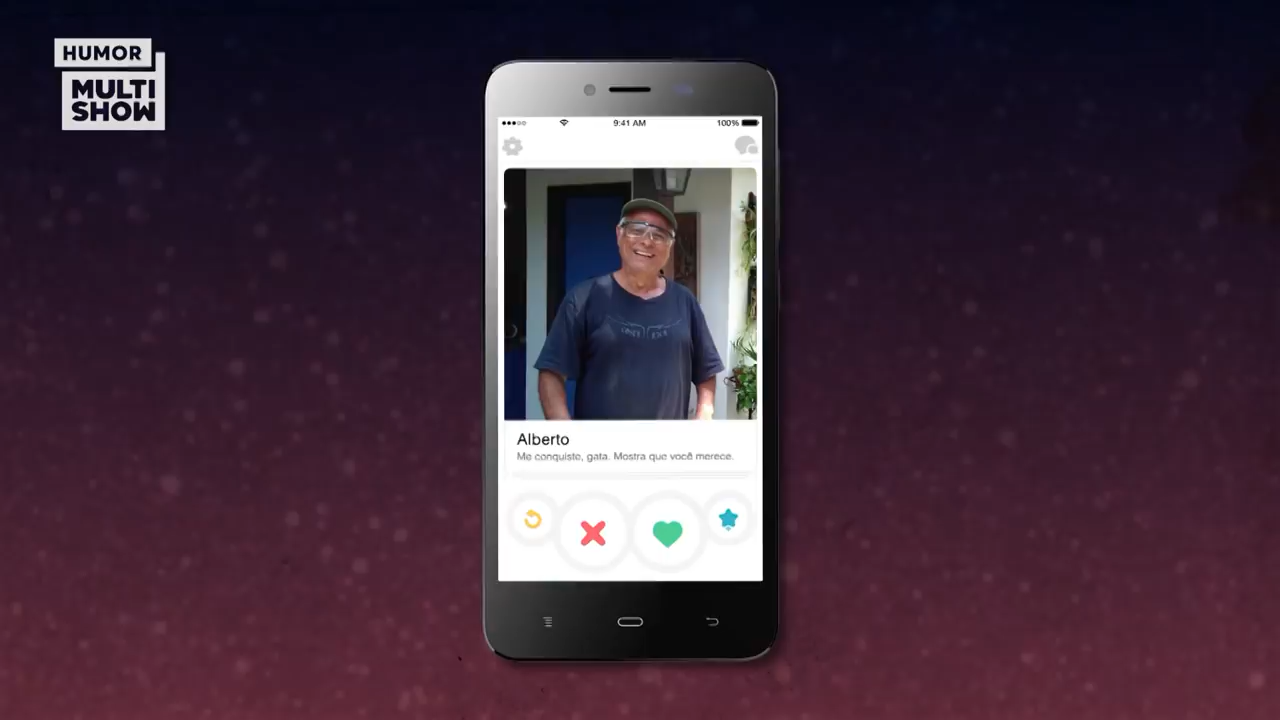 HUMOR
MULTI
SHOW
9:41 AM
100%
Alberto
Me conquiste, gata. Mostra que você merece.